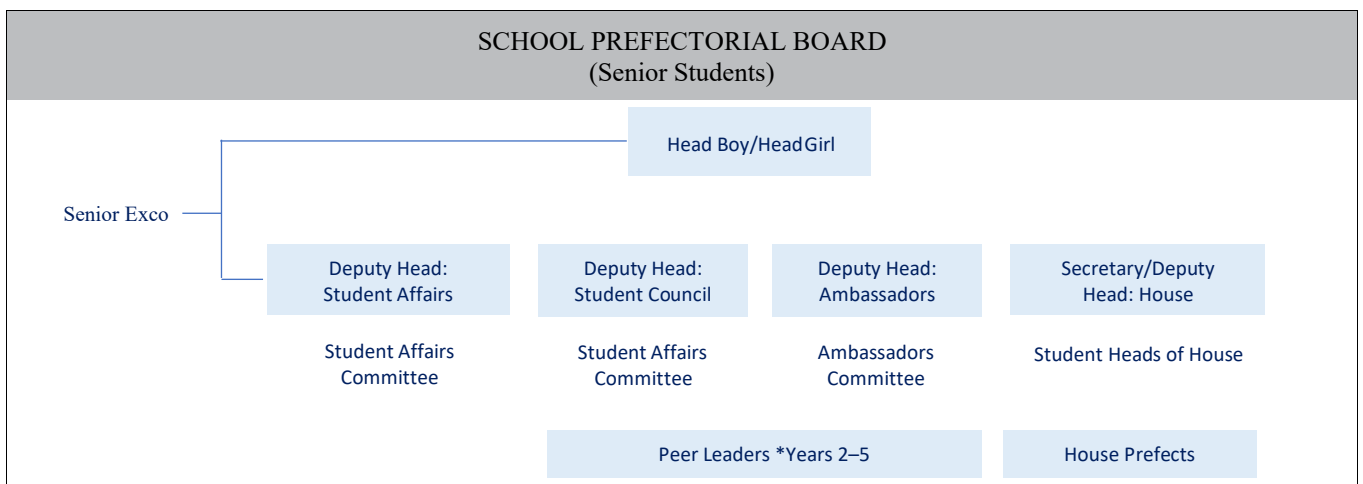 SCHOOL PREFECTORIAL BOARD
(Senior Students)
Head Boy/HeadGirl
Senior Exco
Deputy Head:
Student Affairs
Deputy Head:
Student Council
Deputy Head:
Ambassadors
Secretary/Deputy
Head: House
Student Affairs
Committee
Student Affairs
Committee
Ambassadors
Committee
Student Heads of House
Peer Leaders *Years 2–5
House Prefects